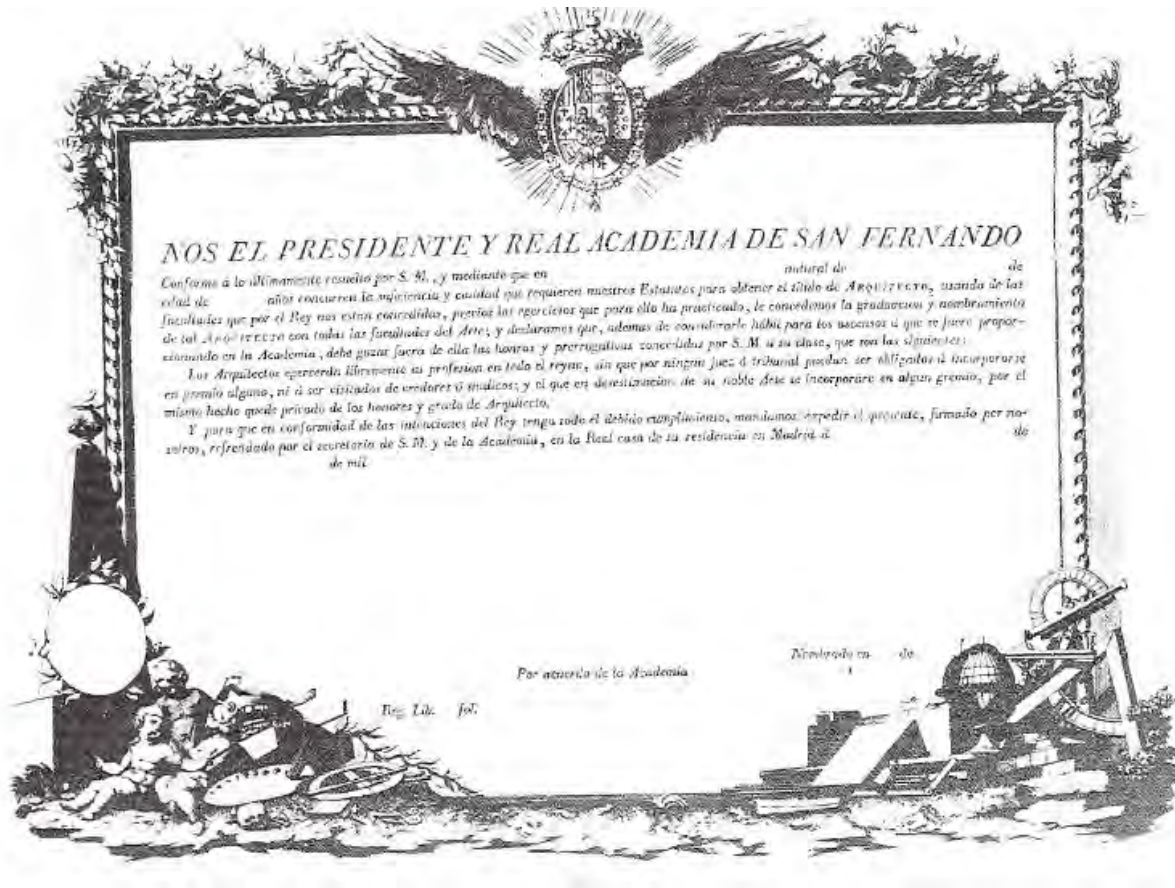 NOS EL PRESIDENTE Y REAL ACADEMIA DE SAN FERNANDO
Conforme á lo últimamente resuelto por S. M., y mediante que en natural de de
edad de años concurren la suficiencia y calidad que requieren nuestros Estatutos para obtener el título de ARQUITECTO, usando de las
facultades que por el Rey nos estan concedidas, previos los egercicios que para ello ha practicado, le concedemos la graduacion y nombramiento
de tal ARQUITECTO con todas las facultades del Arte; y declaramos que, ademas de considerarle hábil para los ascensos á que se fuere propor-
cionando en la Academia, debe gozar fuera de ella las honras y prerrogativas concedidas por S. M. á su clase, que son las siguientes:
Los Arquitectos egercerán libremente su profesion en todo el reyno, sin que por ningun juez ó tribunal puedan ser obligados á incorporarse
en gremio alguno, ni á ser visitados de veedores ó síndicos; y el que en desestimacion de su noble Arte se incorporáre en algun gremio, por el
mismo hecho quede privado de los honores y grado de Arquitecto.
Y para que en conformidad de las intenciones del Rey tenga todo el debido cumplimiento, mandamos expedir el presente, firmado por no-
sotros, refrendado por el secretario de S. M. y de la Academia, en la Real casa de su residencia en Madrid á de
de mil
Nombrado en de
Por acuerdo de la Academia
Reg. Lib. fol.